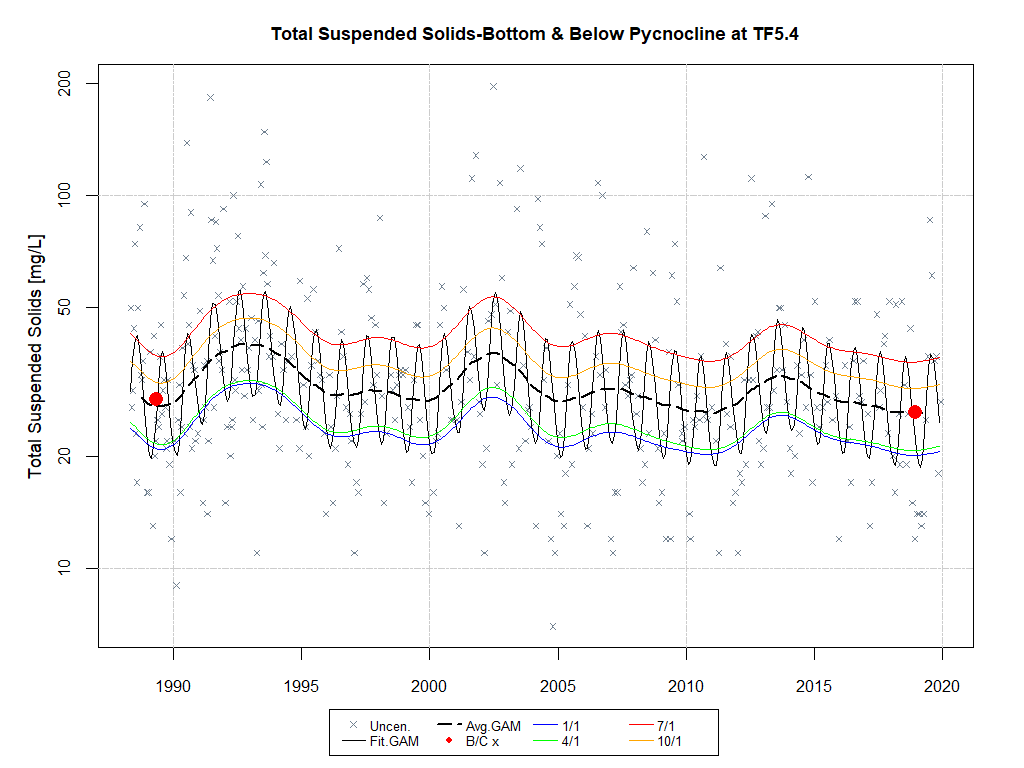 Total Suspended Solids-Bottom & Below Pycnocline at TF5.4
Total Suspended Solids [mg/L]
200
100
50
20
10
1990 1995 2000 2005 2010 2015 2020
Uncen. Avg.GAM 1/1 7/1
Fit.GAM B/C x 4/1 10/1